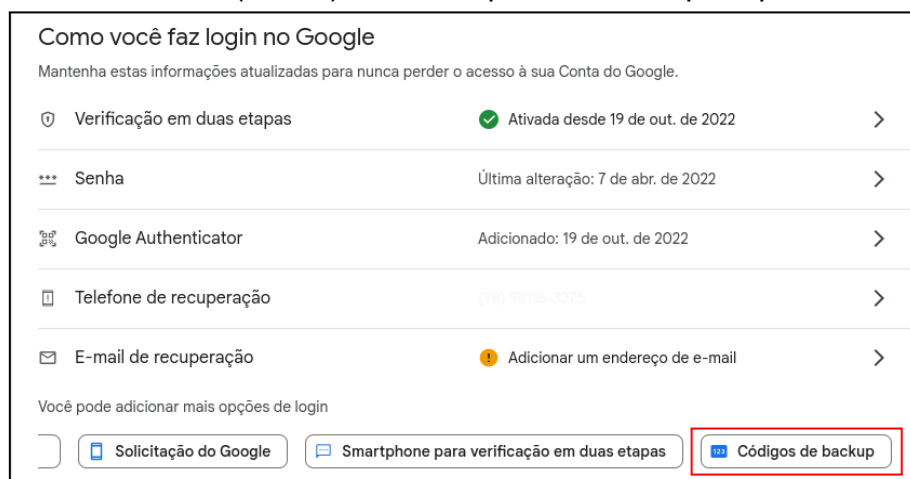 Como você faz login no Google
Mantenha estas informações atualizadas para nunca perder o acesso à sua Conta do Google.
Verificação em duas etapas Ativada desde 19 de out. de 2022
Senha Última alteração: 7 de abr. de 2022
Google Authenticator Adicionado: 19 de out. de 2022
Telefone de recuperação
E-mail de recuperação Adicionar um endereço de e-mail
Você pode adicionar mais opções de login
Solicitação do Google Smartphone para verificação em duas etapas 123 Códigos de backup